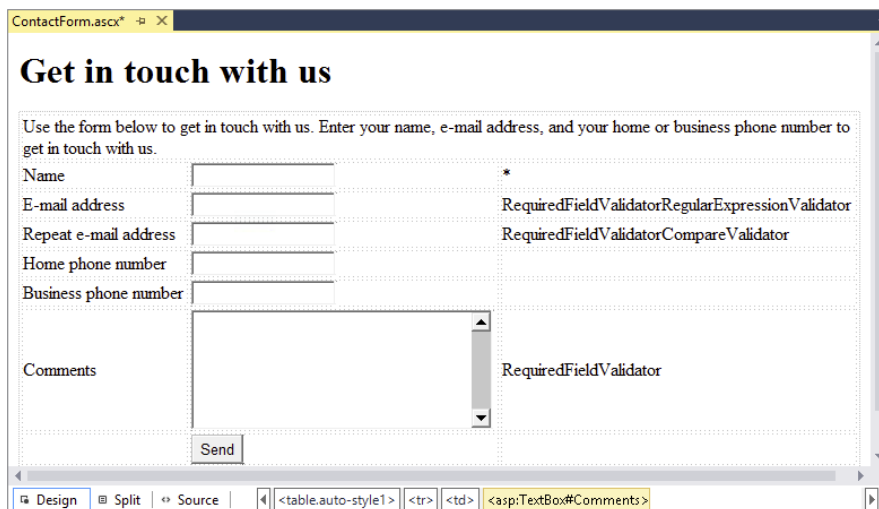 ContactForm.ascx*
Get in touch with us
Use the form below to get in touch with us. Enter your name, e-mail address, and your home or business phone number to
get in touch with us.
Name *
E-mail address RequiredFieldValidatorRegularExpressionValidator
Repeat e-mail address RequiredFieldValidatorCompareValidator
Home phone number
Business phone number
Comments RequiredFieldValidator
Send
Design Split Source <table.auto-style1> <tr> <td> <asp:TextBox#Comments>